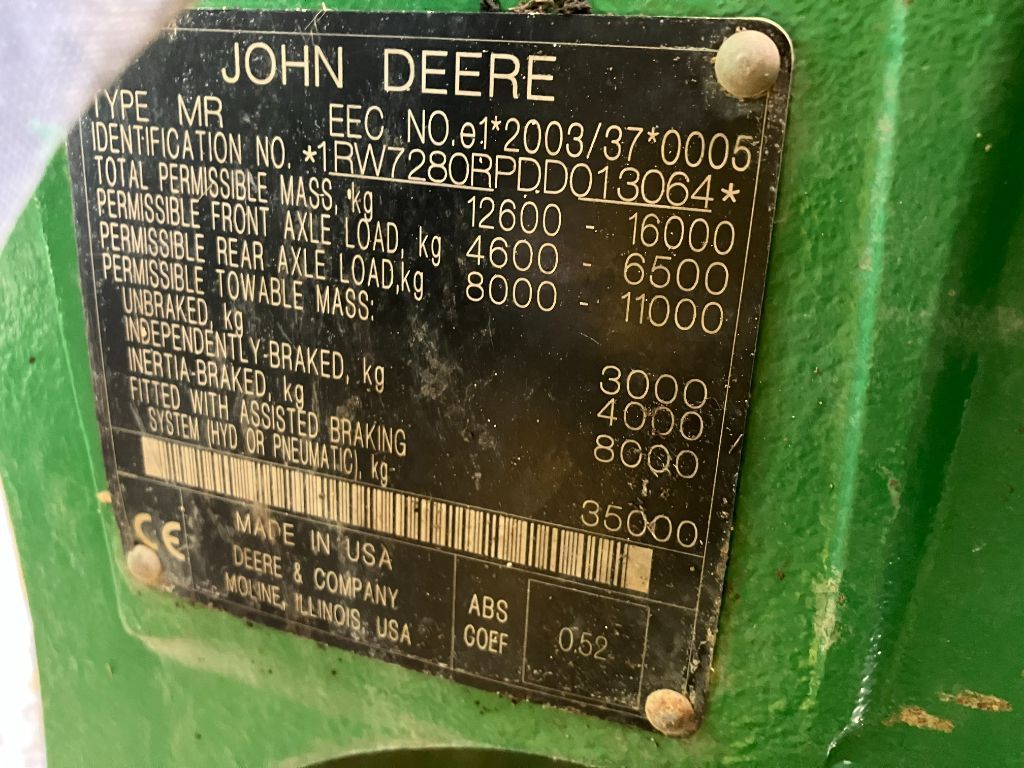 JOHN DEERE
TYPE MR EEC NO.e1*2003/37*0005
IDENTIFICATION NO. *1RW7280RPDD013064*
TOTAL PERMISSIBLE MASS, kg 12600 - 16000
PERMISSIBLE FRONT AXLE LOAD, kg 4600 - 6500
PERMISSIBLE REAR AXLE LOAD,kg 8000 - 11000
PERMISSIBLE TOWABLE MASS:
UNBRAKED, kg 3000
INDEPENDENTLY-BRAKED, kg 4000
INERTIA-BRAKED, kg 8000
FITTED WITH ASSISTED BRAKING
SYSTEM (HYD OR PNEUMATIC), kg 35000
CE
MADE IN USA
DEERE & COMPANY
MOLINE, ILLINOIS, USA
ABS
COEF
0.52